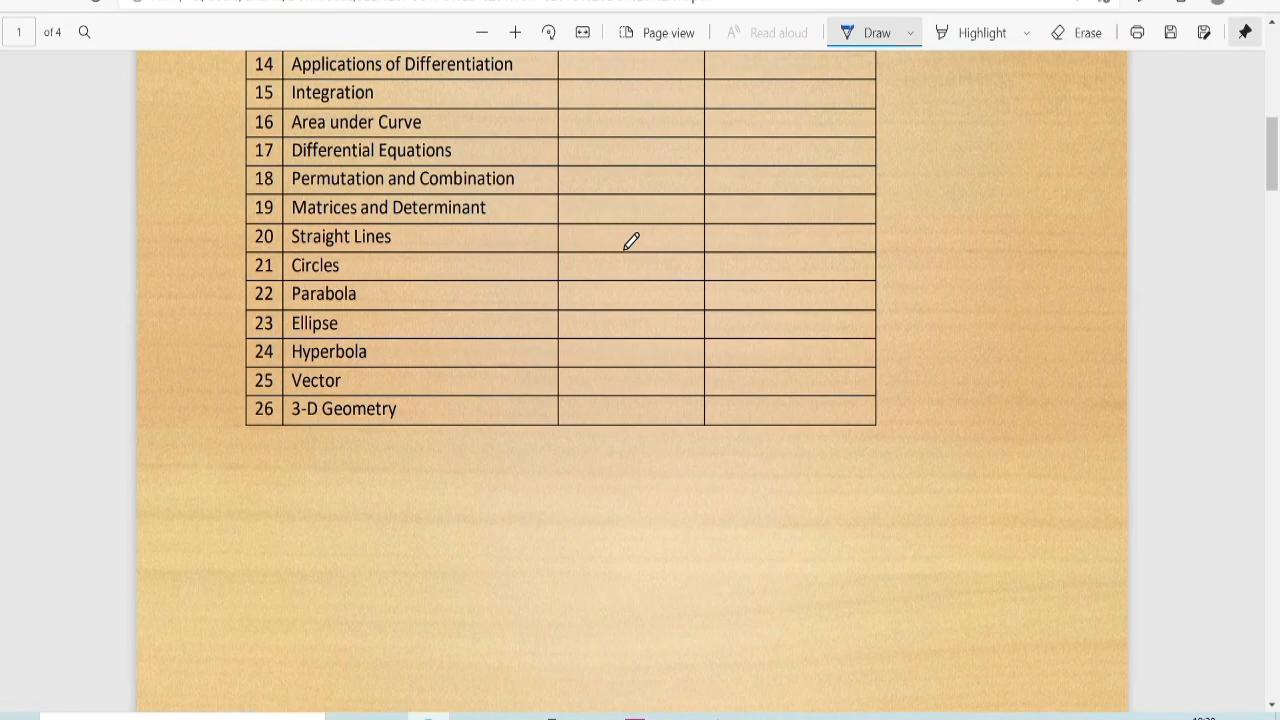 1 of 4 Page view Read aloud Draw Highlight Erase
14 Applications of Differentiation
15 Integration
16 Area under Curve
17 Differential Equations
18 Permutation and Combination
19 Matrices and Determinant
20 Straight Lines
21 Circles
22 Parabola
23 Ellipse
24 Hyperbola
25 Vector
26 3-D Geometry